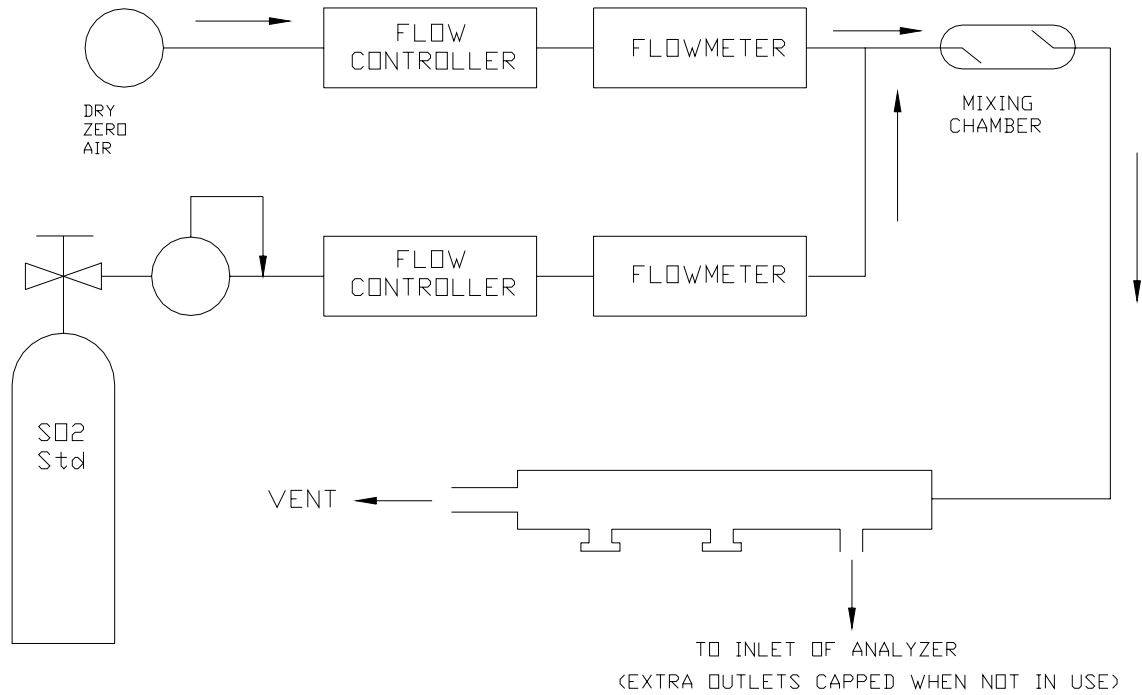 FLOW
CONTROLLER
FLOWMETER
DRY
ZERO
AIR
MIXING
CHAMBER
FLOW
CONTROLLER
FLOWMETER
SO2
Std
VENT
TO INLET OF ANALYZER
(EXTRA OUTLETS CAPPED WHEN NOT IN USE)